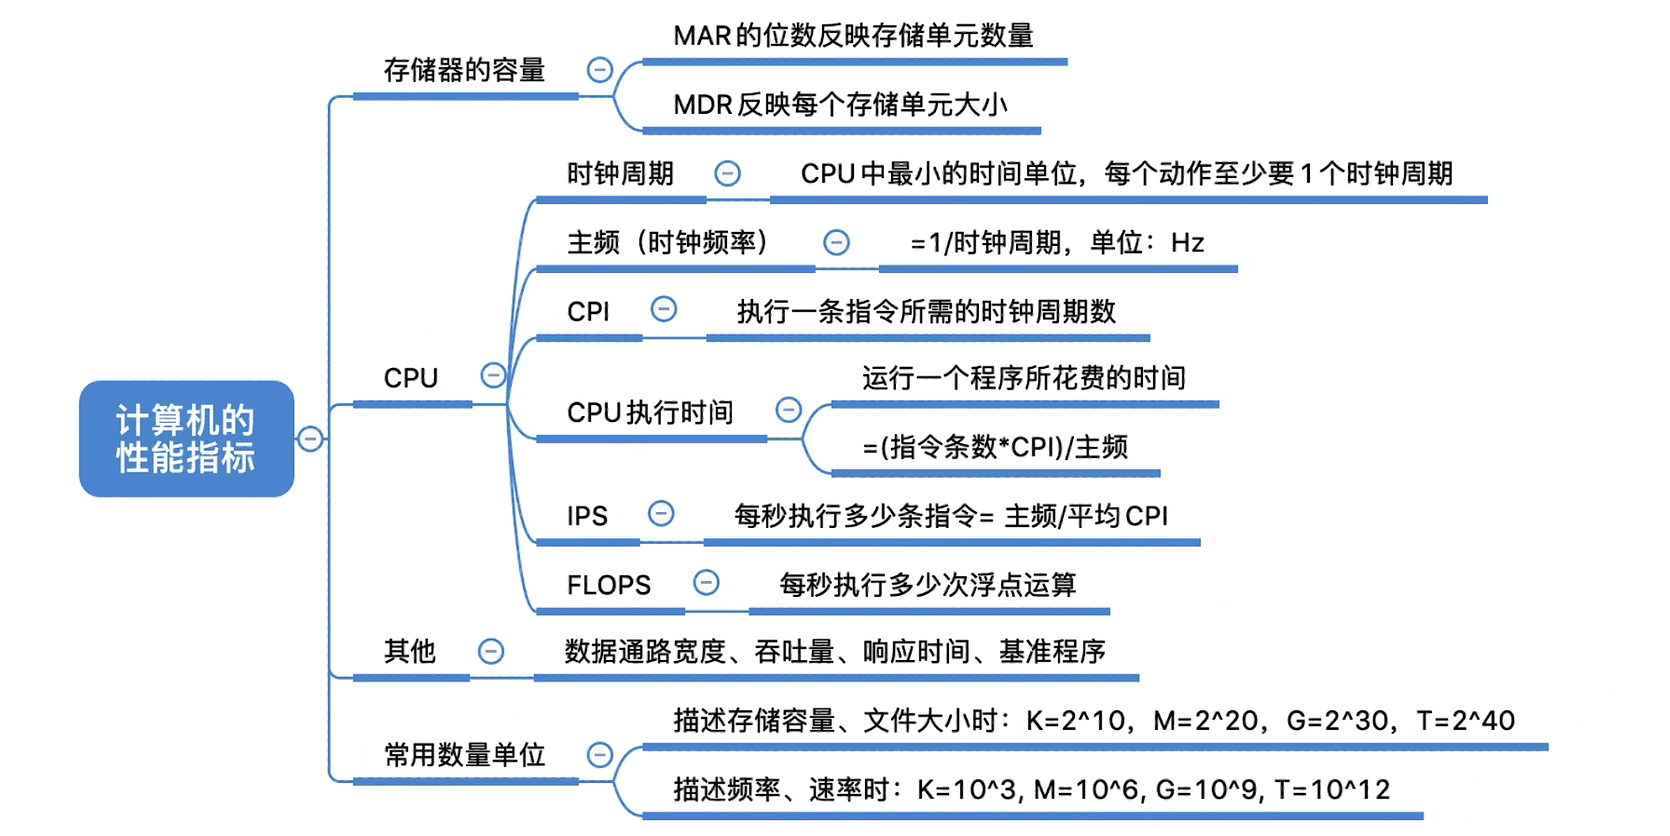 计算机的
性能指标
存储器的容量
MAR的位数反映存储单元数量
MDR反映每个存储单元大小
CPU
时钟周期
CPU中最小的时间单位，每个动作至少要1个时钟周期
主频（时钟频率）
=1/时钟周期，单位：Hz
CPI
执行一条指令所需的时钟周期数
CPU执行时间
运行一个程序所花费的时间
=(指令条数*CPI)/主频
IPS
每秒执行多少条指令= 主频/平均CPI
FLOPS
每秒执行多少次浮点运算
其他
数据通路宽度、吞吐量、响应时间、基准程序
常用数量单位
描述存储容量、文件大小时：K=2^10，M=2^20，G=2^30，T=2^40
描述频率、速率时：K=10^3, M=10^6, G=10^9, T=10^12